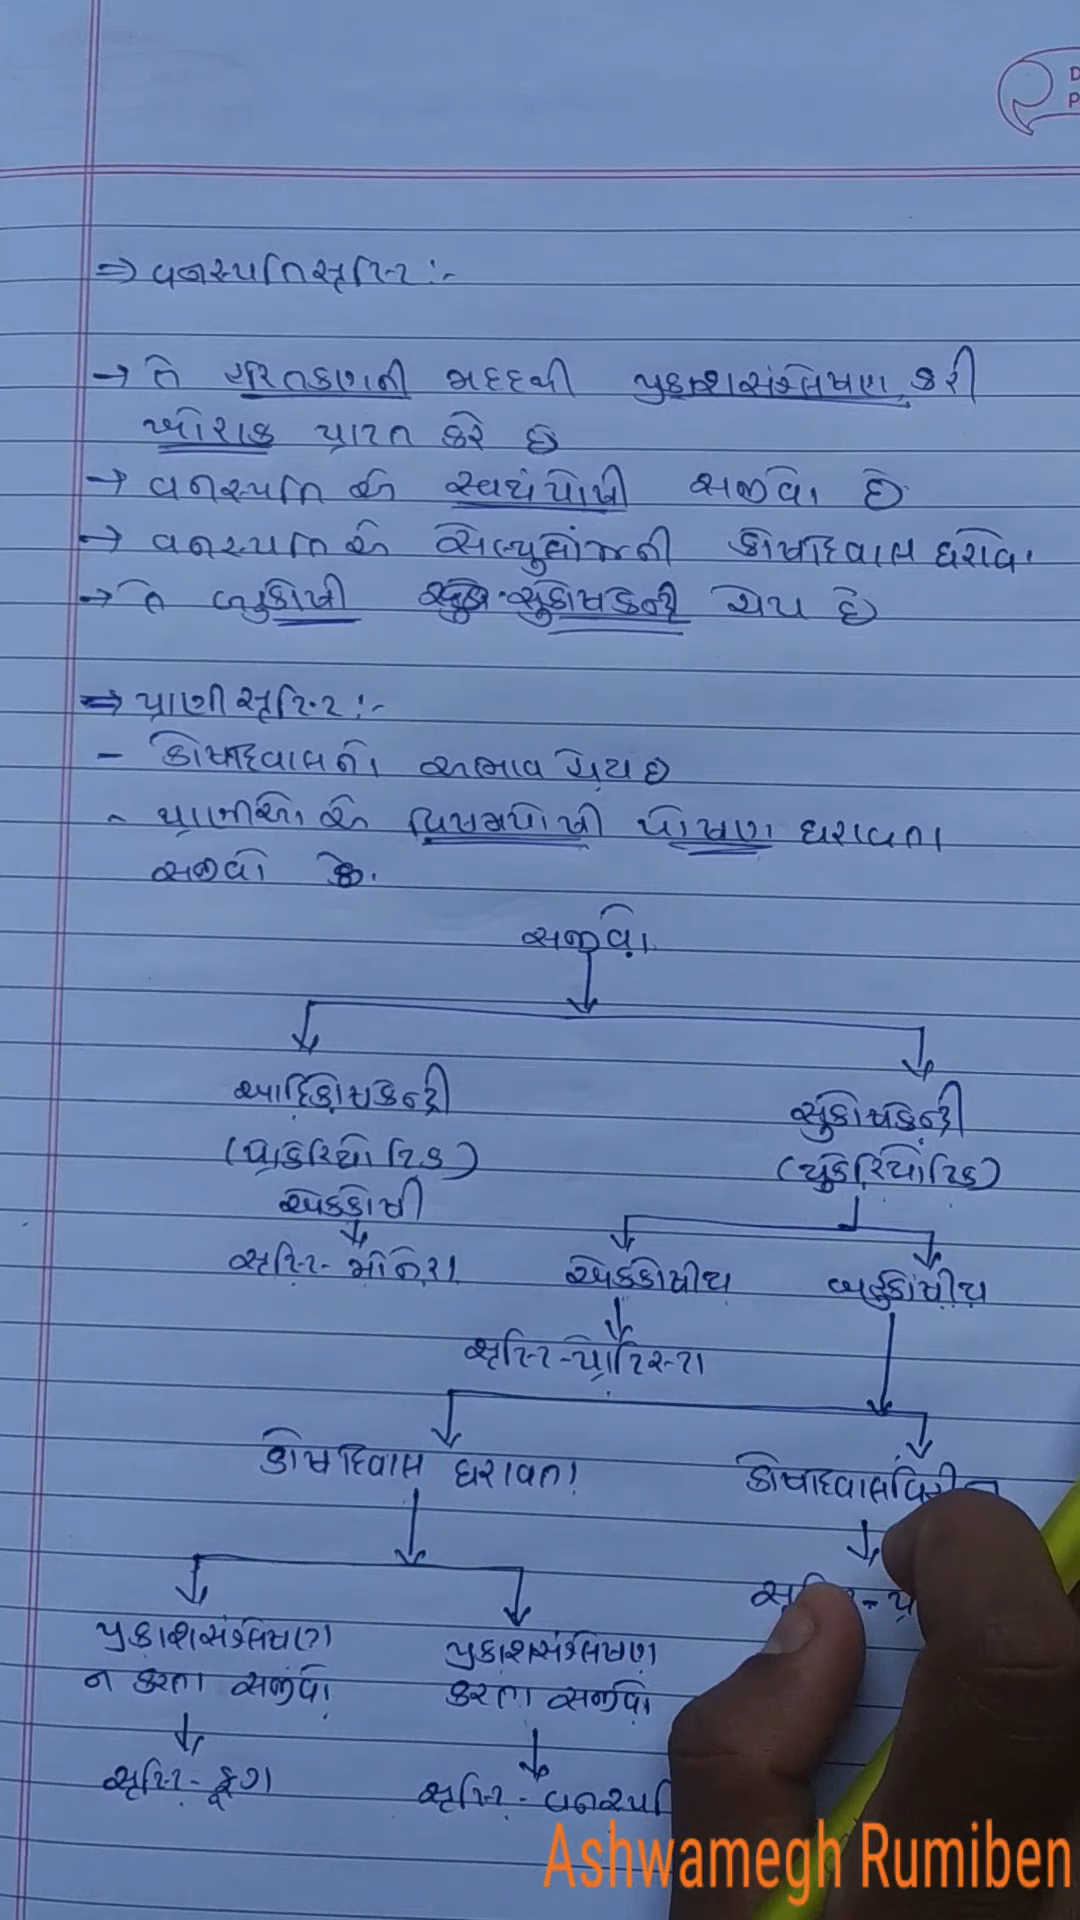 D
P
⇒ વનસ્પતિસૃષ્ટિ :-
→ તે હરિતકણની મદદથી પ્રકાશસંશ્લેષણ કરી
ખોરાક પ્રાપ્ત કરે છે
→ વનસ્પતિ એ સ્વયંપોષી સજીવો છે
→ વનસ્પતિ એ સેલ્યુલોઝની કોષદિવાલ ધરાવે
→ તે બહુકોષી સુકોષકેન્દ્રી હોય છે
⇒ પ્રાણીસૃષ્ટિ :-
- કોષદિવાલનો અભાવ હોય છે
- પ્રાણીઓ એ વિષમપોષી પોષણ ધરાવતા
સજીવો છે.
સજીવો
આદિકોષકેન્દ્રી
સુકોષકેન્દ્રી
(પ્રોકેરિયોટિક)
(યુકેરિયોટિક)
એકકોષી
સૃષ્ટિ- મોનેરા
એકકોષીય
બહુકોષીય
સૃષ્ટિ-પ્રોટિસ્ટા
કોષદિવાલ ધરાવતા
કોષદિવાલવિહીન
સૃષ્ટિ-પ્ર
પ્રકાશસંશ્લેષણ
પ્રકાશસંશ્લેષણ
ન કરતા સજીવો
કરતા સજીવો
સૃષ્ટિ- ફૂગ
સૃષ્ટિ- વનસ્પતિ
Ashwamegh Rumiben